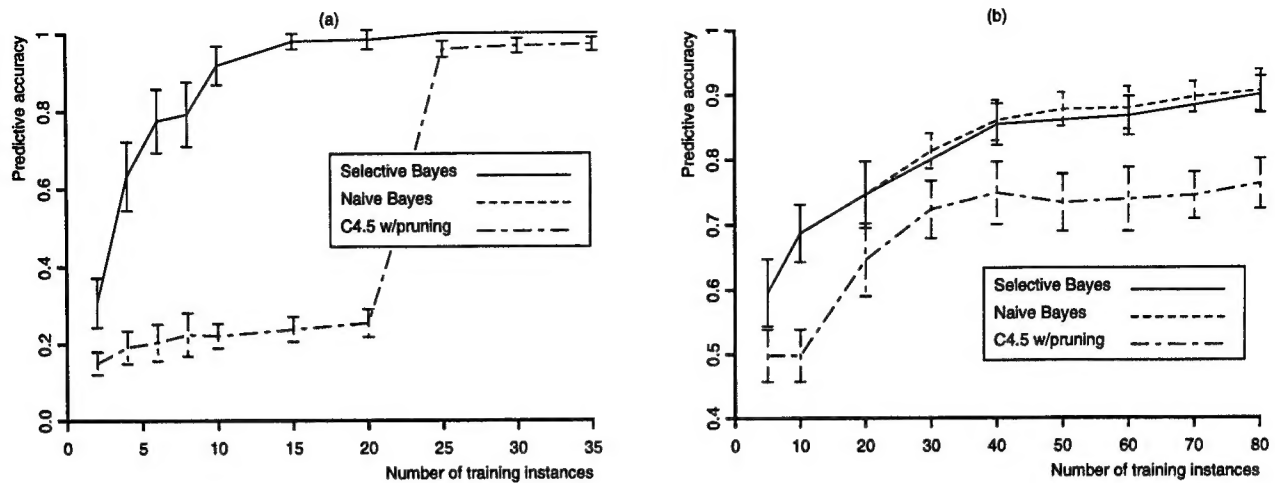 (a)
Predictive accuracy
1
0.8
0.6
0.4
0.2
0.0
Selective Bayes
Naive Bayes
C4.5 w/pruning
0 5 10 15 20 25 30 35
Number of training instances
(b)
Predictive accuracy
1
0.9
0.8
0.7
0.6
0.5
0.4
Selective Bayes
Naive Bayes
C4.5 w/pruning
0 10 20 30 40 50 60 70 80
Number of training instances